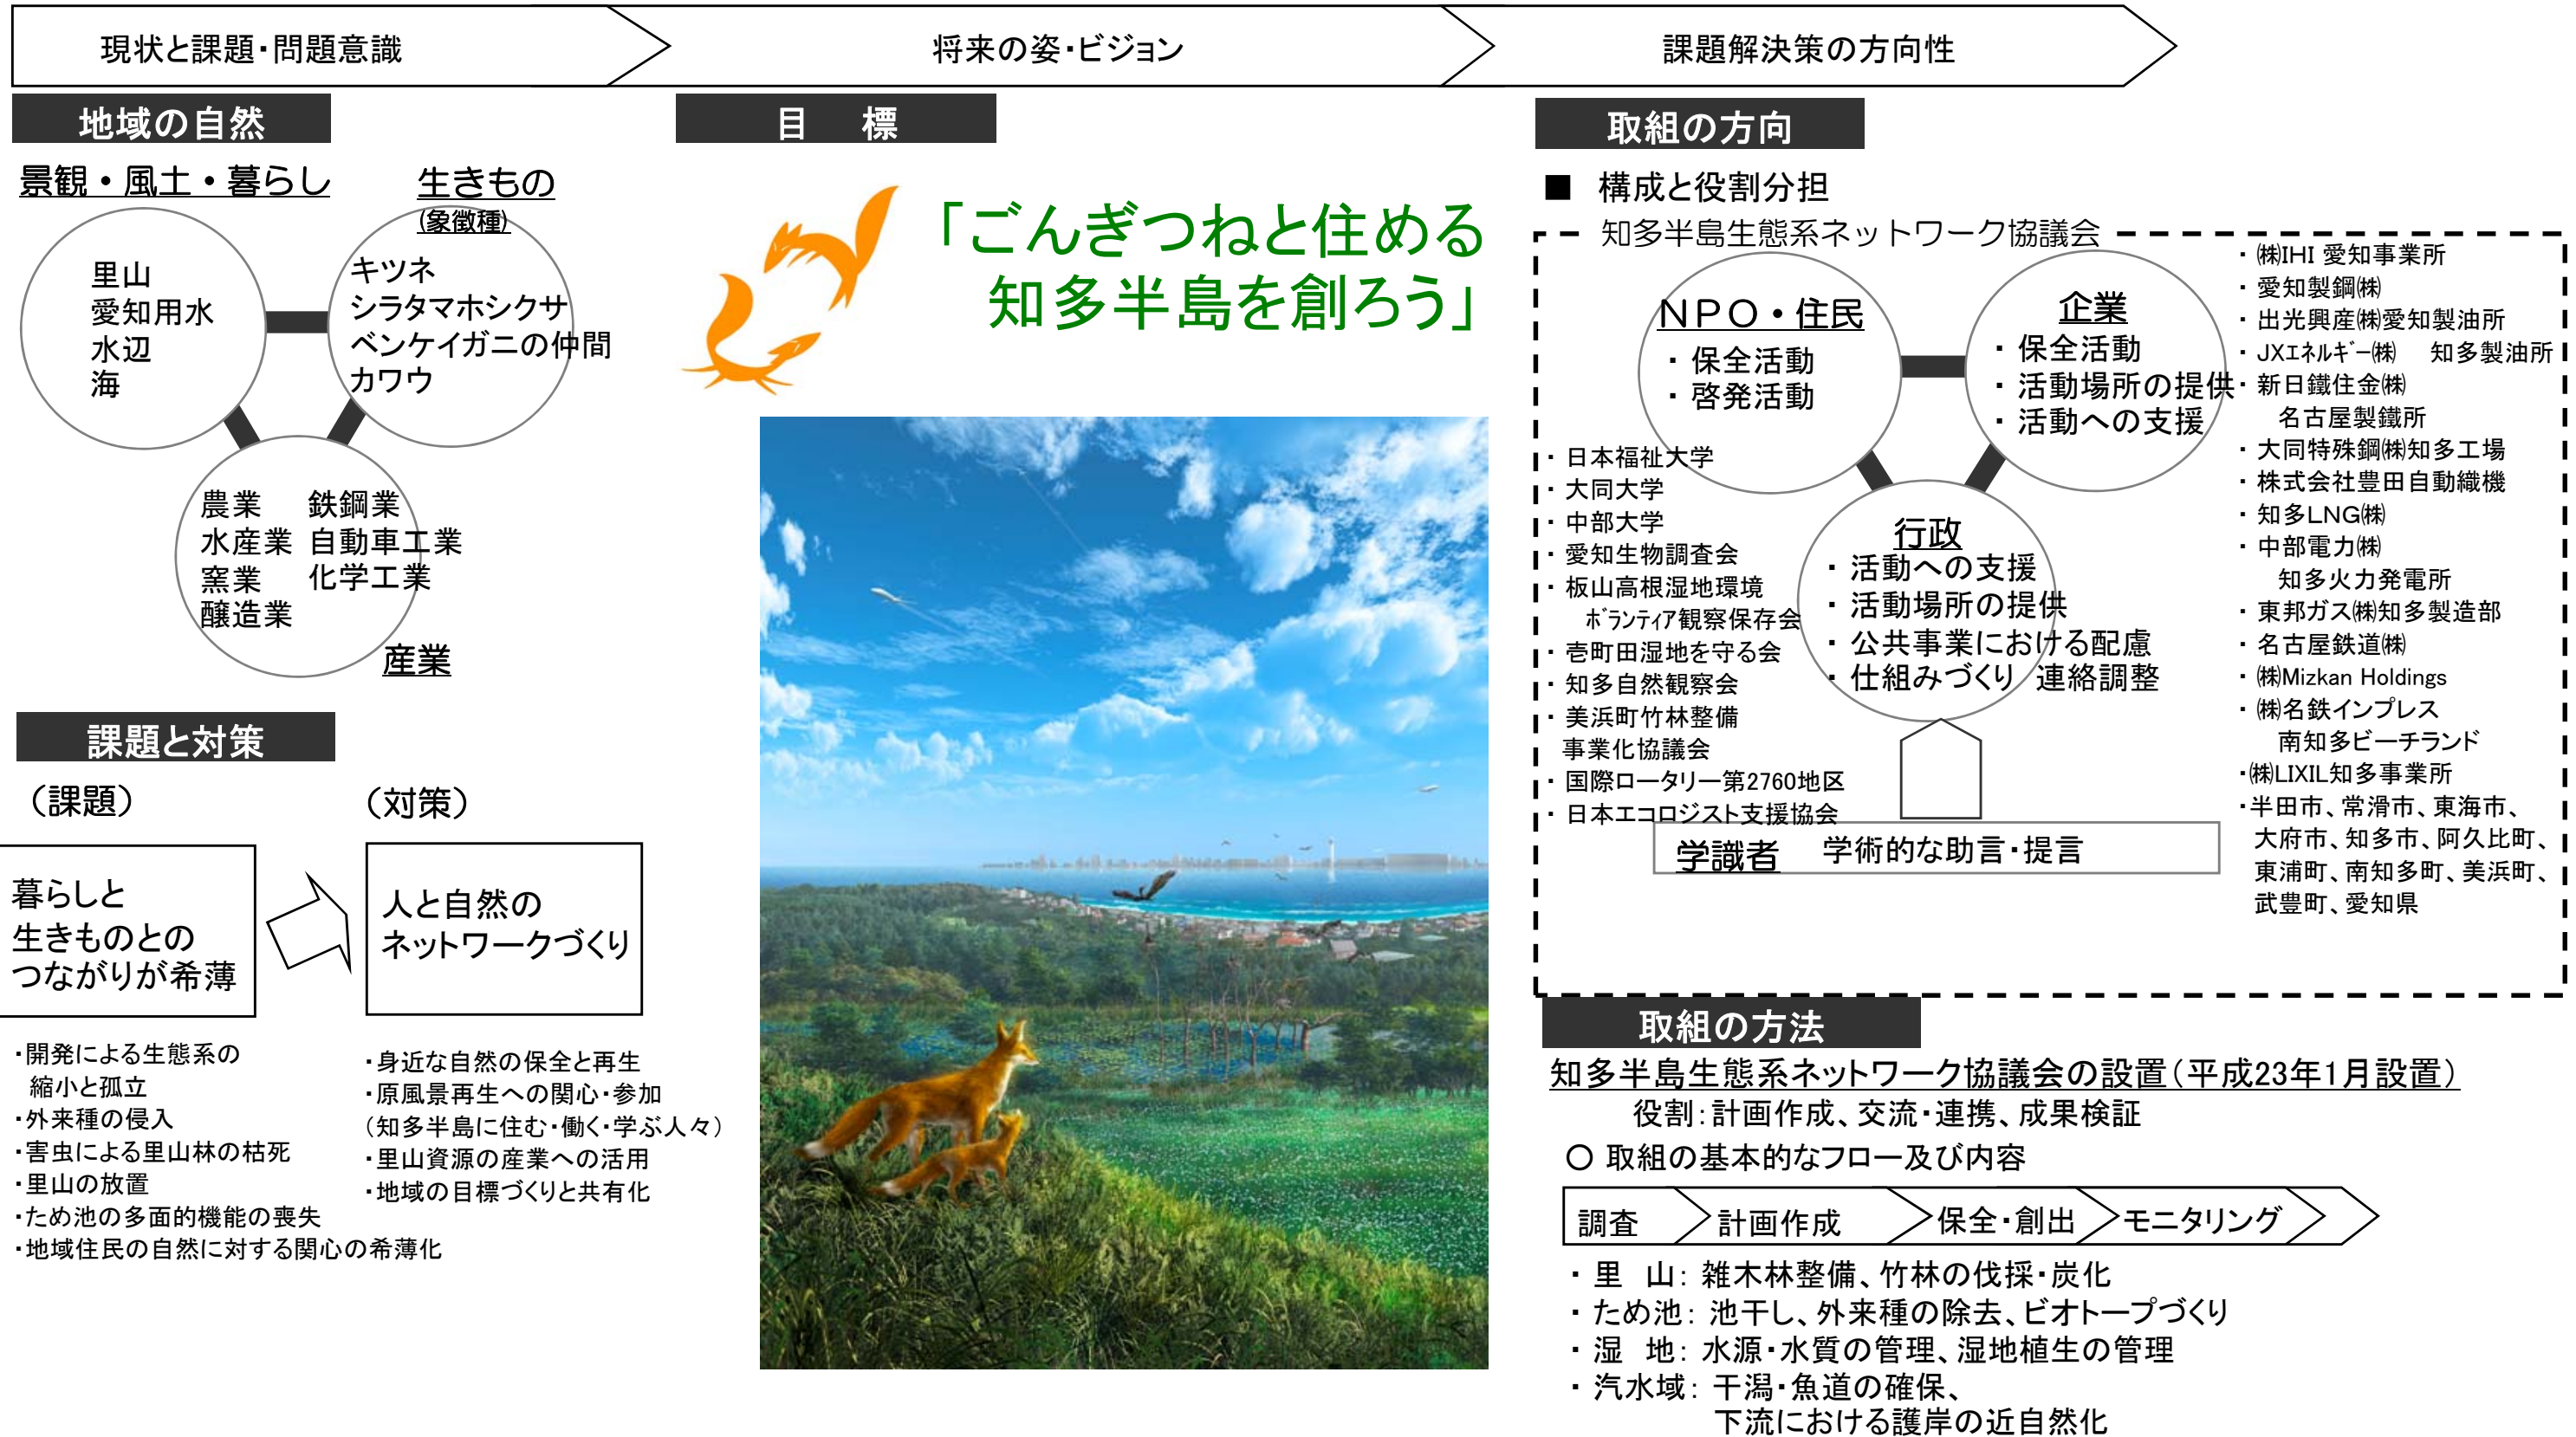 現状と課題・問題意識
将来の姿・ビジョン
課題解決策の方向性
地域の自然
景観・風土・暮らし
生きもの
(象徴種)
里山
愛知用水
水辺
海
キツネ
シラタマホシクサ
ベンケイガニの仲間
カワウ
農業　鉄鋼業
水産業　自動車工業
窯業　化学工業
醸造業
産業
課題と対策
（課題）
（対策）
暮らしと
生きものとの
つながりが希薄
人と自然の
ネットワークづくり
・開発による生態系の
縮小と孤立
・外来種の侵入
・害虫による里山林の枯死
・里山の放置
・ため池の多面的機能の喪失
・地域住民の自然に対する関心の希薄化
・身近な自然の保全と再生
・原風景再生への関心・参加
（知多半島に住む・働く・学ぶ人々）
・里山資源の産業への活用
・地域の目標づくりと共有化
目　標
「ごんぎつねと住める
知多半島を創ろう」
取組の方向
■　構成と役割分担
知多半島生態系ネットワーク協議会
ＮＰＯ・住民
・保全活動
・啓発活動
企業
・保全活動
・活動場所の提供
・活動への支援
行政
・活動への支援
・活動場所の提供
・公共事業における配慮
・仕組みづくり　連絡調整
・日本福祉大学
・大同大学
・中部大学
・愛知生物調査会
・板山高根湿地環境
ﾎﾞﾗﾝﾃｨｱ観察保存会
・壱町田湿地を守る会
・知多自然観察会
・美浜町竹林整備
事業化協議会
・国際ロータリー第2760地区
・日本エコロジスト支援協会
学識者　学術的な助言・提言
・㈱IHI 愛知事業所
・愛知製鋼㈱
・出光興産㈱愛知製油所
・JXｴﾈﾙｷﾞｰ㈱　知多製油所
・新日鐵住金㈱
名古屋製鐵所
・大同特殊鋼㈱知多工場
・株式会社豊田自動織機
・知多LNG㈱
・中部電力㈱
知多火力発電所
・東邦ガス㈱知多製造部
・名古屋鉄道㈱
・㈱Mizkan Holdings
・㈱名鉄インプレス
南知多ビーチランド
・㈱LIXIL知多事業所
・半田市、常滑市、東海市、
大府市、知多市、阿久比町、
東浦町、南知多町、美浜町、
武豊町、愛知県
取組の方法
知多半島生態系ネットワーク協議会の設置（平成23年1月設置）
役割：計画作成、交流・連携、成果検証
○ 取組の基本的なフロー及び内容
調査　計画作成　保全・創出　モニタリング
・里　山： 雑木林整備、竹林の伐採・炭化
・ため池： 池干し、外来種の除去、ビオトープづくり
・湿　地： 水源・水質の管理、湿地植生の管理
・汽水域： 干潟・魚道の確保、
下流における護岸の近自然化